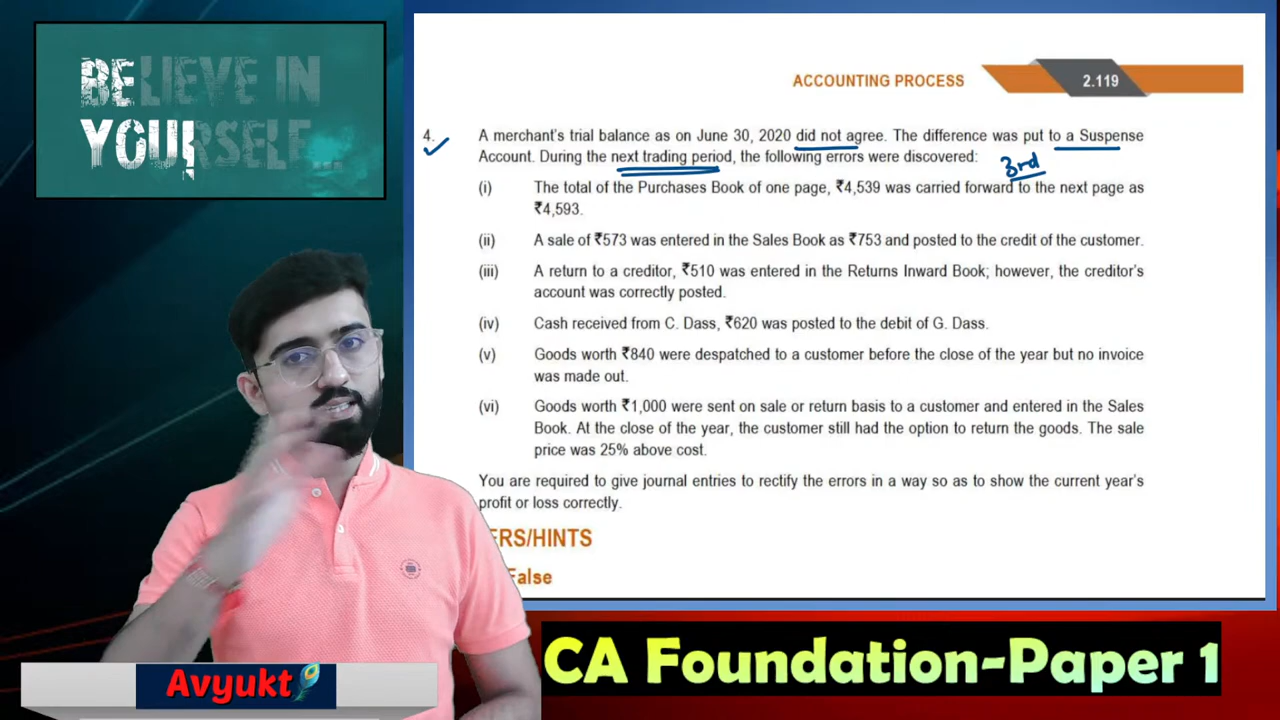 BELIEVE IN
YOURSELF...
ACCOUNTING PROCESS 2.119
4. A merchant's trial balance as on June 30, 2020 did not agree. The difference was put to a Suspense
Account. During the next trading period, the following errors were discovered:
3rd
(i) The total of the Purchases Book of one page, ₹4,539 was carried forward to the next page as
₹4,593.
(ii) A sale of ₹573 was entered in the Sales Book as ₹753 and posted to the credit of the customer.
(iii) A return to a creditor, ₹510 was entered in the Returns Inward Book; however, the creditor's
account was correctly posted.
(iv) Cash received from C. Dass, ₹620 was posted to the debit of G. Dass.
(v) Goods worth ₹840 were despatched to a customer before the close of the year but no invoice
was made out.
(vi) Goods worth ₹1,000 were sent on sale or return basis to a customer and entered in the Sales
Book. At the close of the year, the customer still had the option to return the goods. The sale
price was 25% above cost.
You are required to give journal entries to rectify the errors in a way so as to show the current year's
profit or loss correctly.
ERS/HINTS
False
Avyukt
CA Foundation-Paper 1